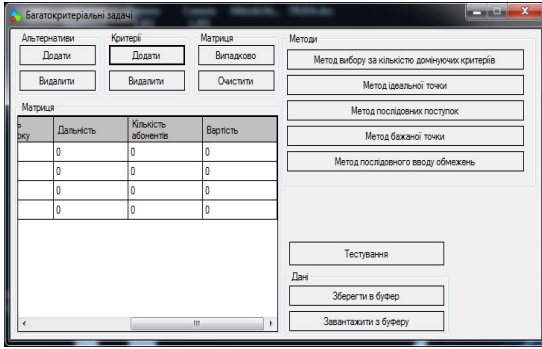 Багатокритеріальні задачі
Альтернативи
Критерії
Матриця
Методи
Додати
Додати
Випадково
Видалити
Видалити
Очистити
Метод вибору за кількістю домінуючих критеріїв
Метод ідеальної точки
Метод послідовних поступок
Метод бажаної точки
Метод послідовного вводу обмежень
Матриця
Дальність
Кількість
абонентів
Вартість
0 0 0
0 0 0
0 0 0
0 0 0
Тестування
Дані
Зберегти в буфер
Завантажити з буферу